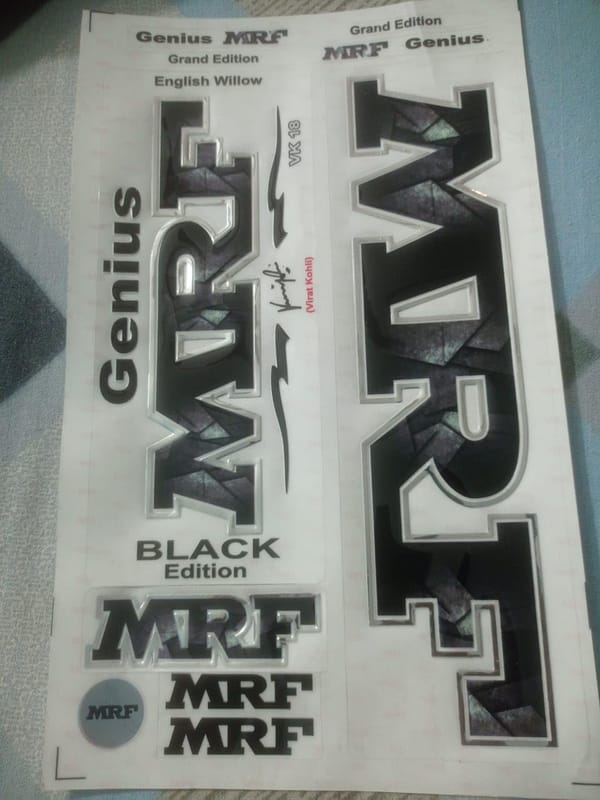 Genius MRF
Grand Edition
English Willow
Grand Edition
MRF Genius
Genius
MRF
VK 18
(Virat Kohli)
MRF
BLACK
Edition
MRF
MRF
MRF
MRF